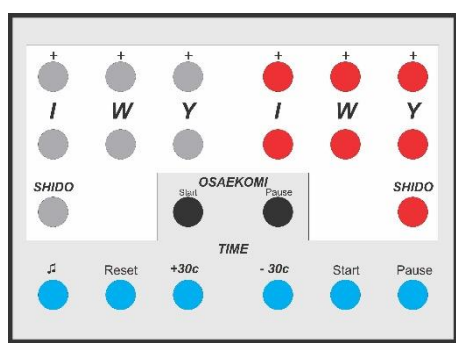 + + + + + +
I W Y I W Y
SHIDO OSAEKOMI SHIDO
Start Pause
TIME
♫ Reset +30c - 30c Start Pause